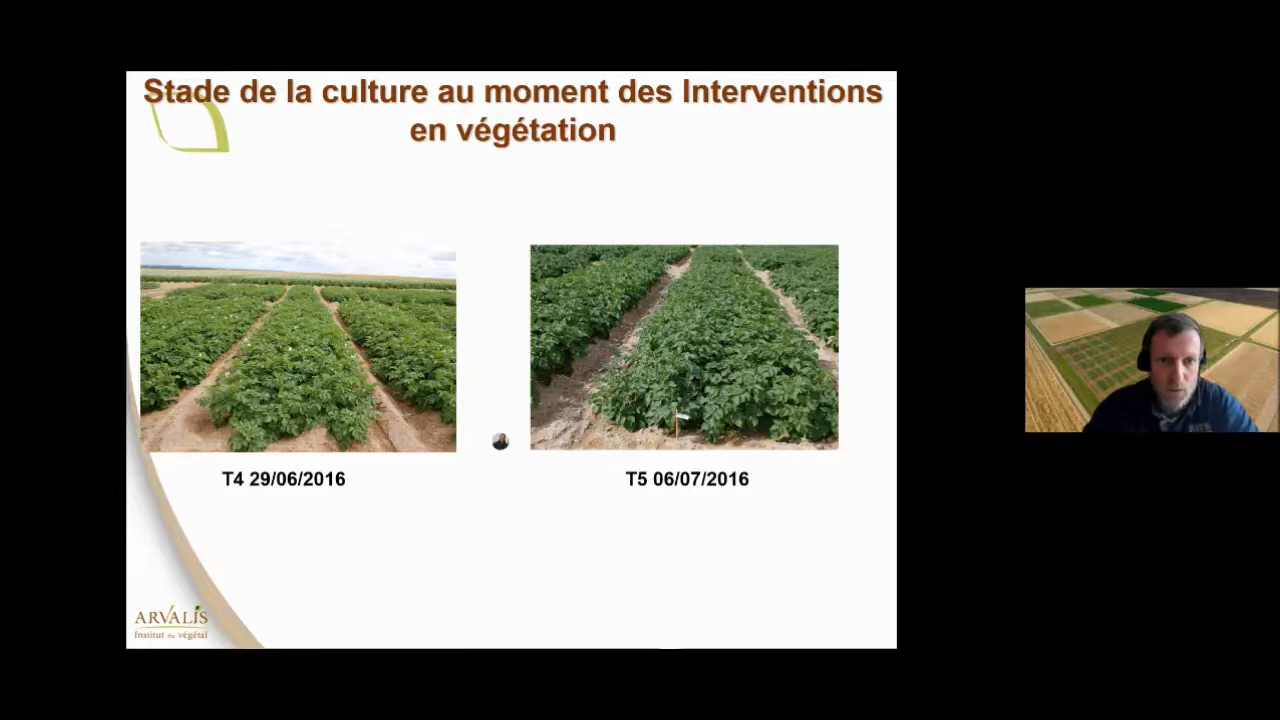 Stade de la culture au moment des Interventions
en végétation
T4 29/06/2016
T5 06/07/2016
ARVALIS
Institut du végétal